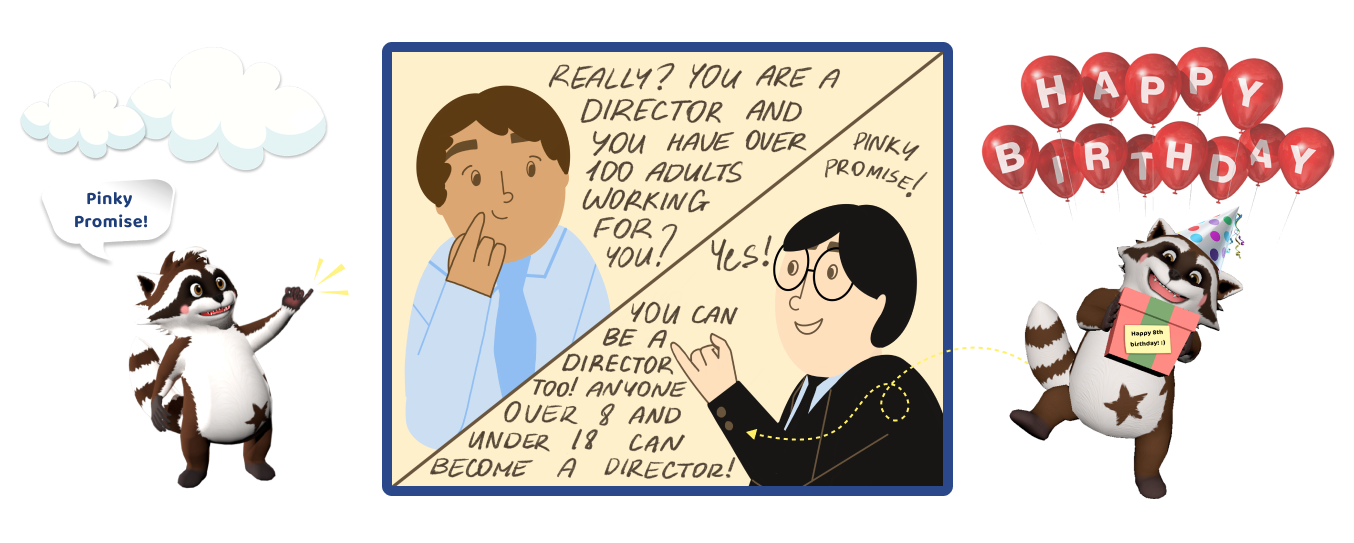 Pinky
Promise!
REALLY? YOU ARE A
DIRECTOR AND
YOU HAVE OVER
100 ADULTS
WORKING
FOR
YOU?
PINKY
PROMISE!
YES!
YOU CAN
BE A
DIRECTOR
TOO! ANYONE
OVER 8 AND
UNDER 18 CAN
BECOME A DIRECTOR!
HAPPY
BIRTHDAY
Happy 8th
birthday! :)